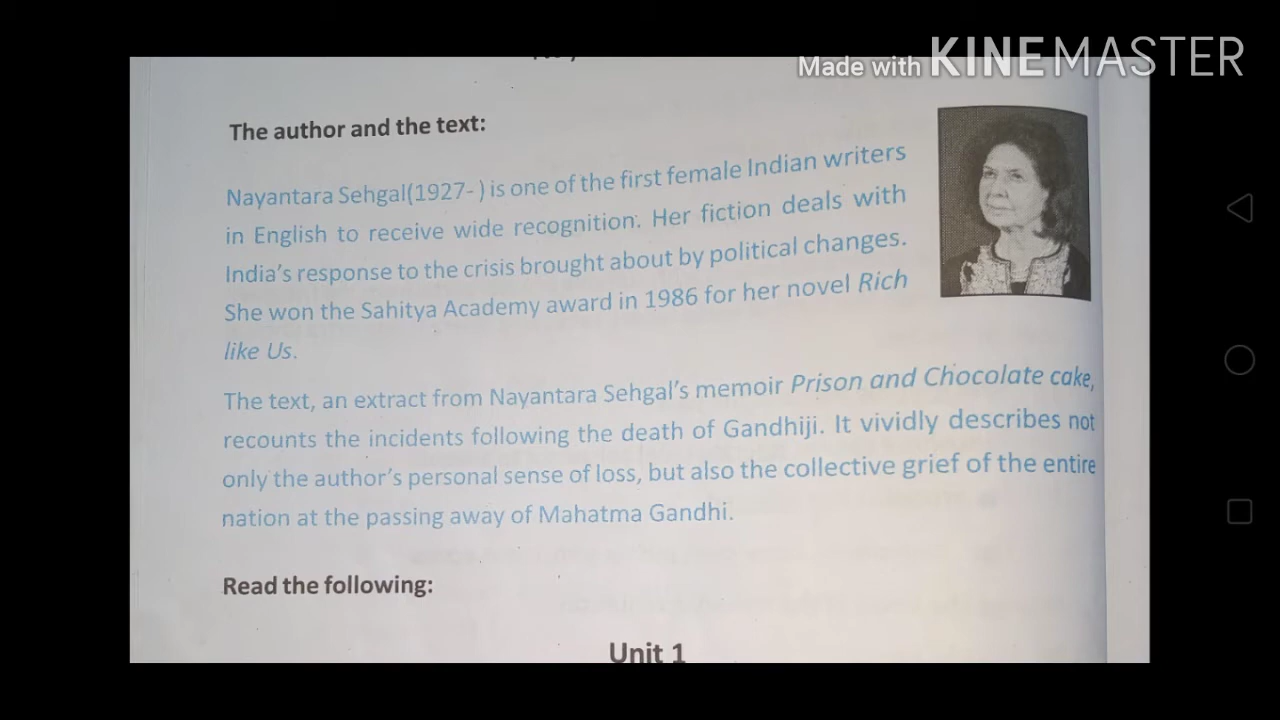 Made with KINEMASTER
The author and the text:
Nayantara Sehgal(1927- ) is one of the first female Indian writers
in English to receive wide recognition. Her fiction deals with
India's response to the crisis brought about by political changes.
She won the Sahitya Academy award in 1986 for her novel Rich
like Us.
The text, an extract from Nayantara Sehgal's memoir Prison and Chocolate cake,
recounts the incidents following the death of Gandhiji. It vividly describes not
only the author's personal sense of loss, but also the collective grief of the entire
nation at the passing away of Mahatma Gandhi.
Read the following:
Unit 1